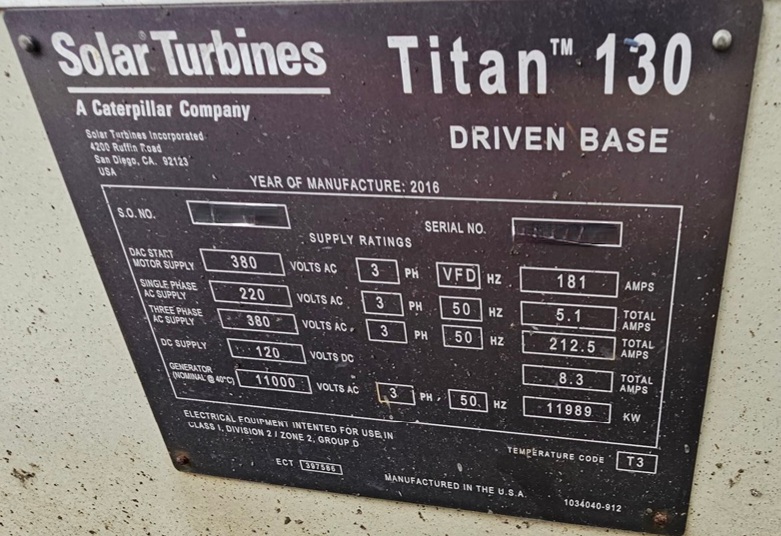 Solar Turbines
A Caterpillar Company
Titan™ 130
DRIVEN BASE
Solar Turbines Incorporated
4200 Ruffin Road
San Diego, CA. 92123
USA
YEAR OF MANUFACTURE: 2016
S.O. NO. SERIAL NO.
SUPPLY RATINGS
DAC START MOTOR SUPPLY 380 VOLTS AC 3 PH VFD HZ 181 AMPS
SINGLE PHASE AC SUPPLY 220 VOLTS AC 3 PH 50 HZ 5.1 TOTAL AMPS
THREE PHASE AC SUPPLY 380 VOLTS AC 3 PH 50 HZ 212.5 TOTAL AMPS
DC SUPPLY 120 VOLTS DC 8.3 TOTAL AMPS
GENERATOR (NOMINAL @ 40°C) 11000 VOLTS AC 3 PH 50 HZ 11989 KW
ELECTRICAL EQUIPMENT INTENTED FOR USE IN
CLASS I, DIVISION 2 / ZONE 2, GROUP D
TEMPERATURE CODE T3
ECT 397586
MANUFACTURED IN THE U.S.A.
1034040-912